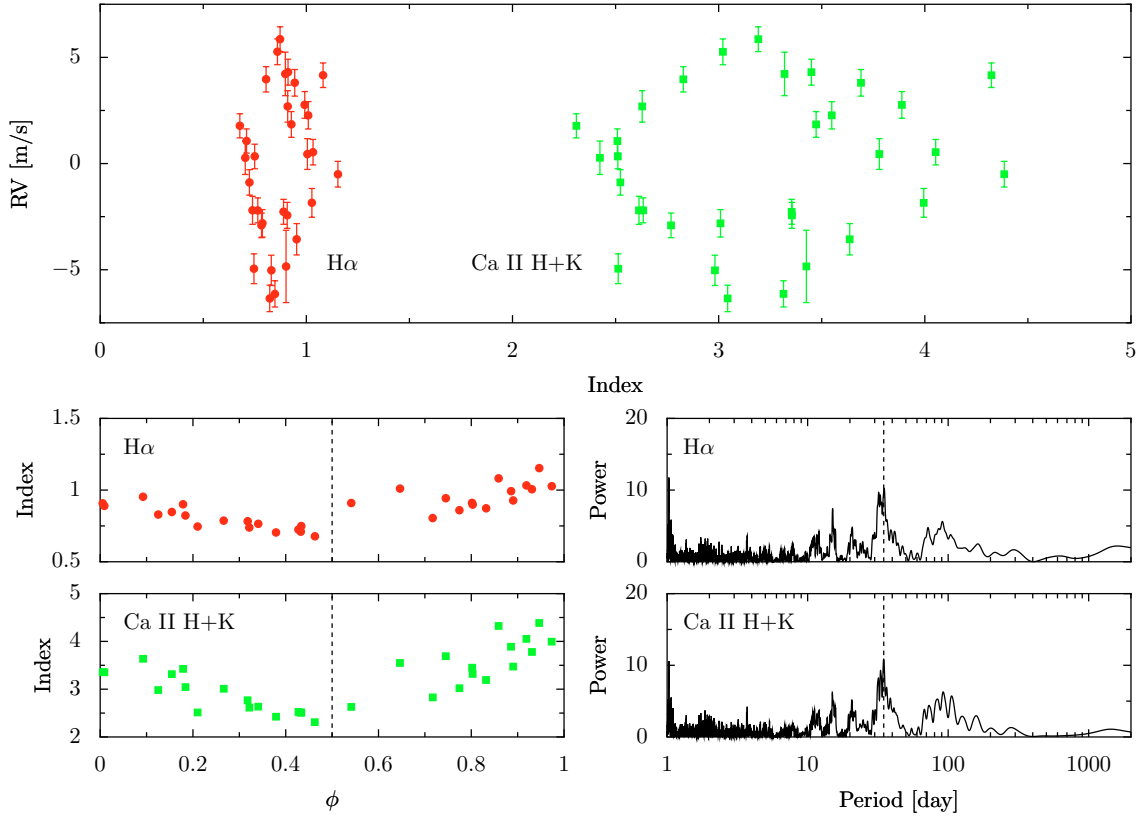 RV [m/s]
5
0
−5
Hα
Ca II H+K
0
1
2
3
4
5
Index
Index
1.5
1
0.5
Hα
Power
20
10
0
Hα
Index
5
4
3
2
Ca II H+K
0
0.2
0.4
0.6
0.8
1
ϕ
Power
20
10
0
Ca II H+K
1
10
100
1000
Period [day]